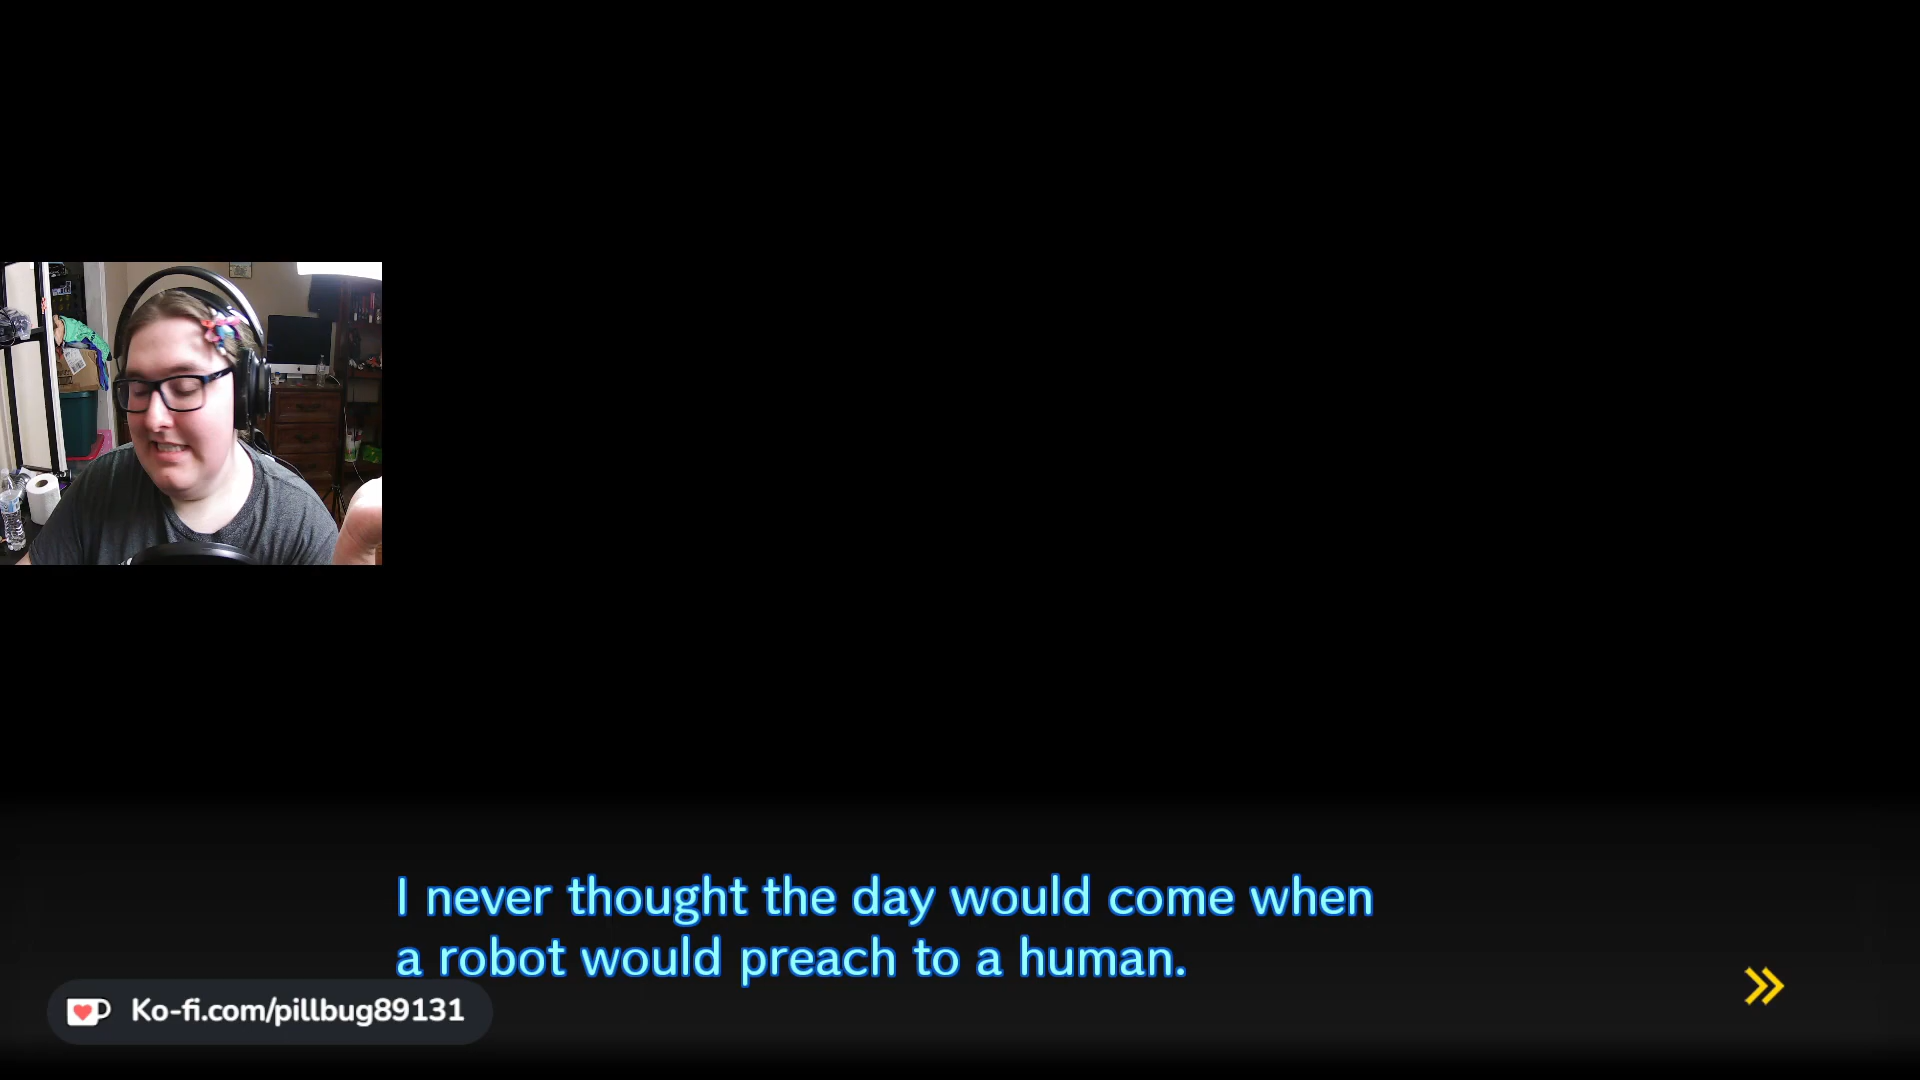 I never thought the day would come when
a robot would preach to a human.
Ko-fi.com/pillbug89131